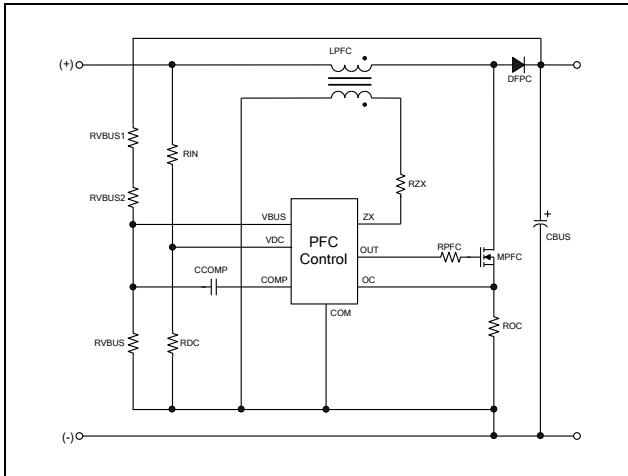 LPFC
(+)
DFPC
RVBUS1
RIN
RZX
RVBUS2
VBUS
ZX
+
VDC
PFC
Control
OUT
RPFC
MPFC
CBUS
CCOMP
COMP
OC
COM
ROC
RVBUS
RDC
(-)